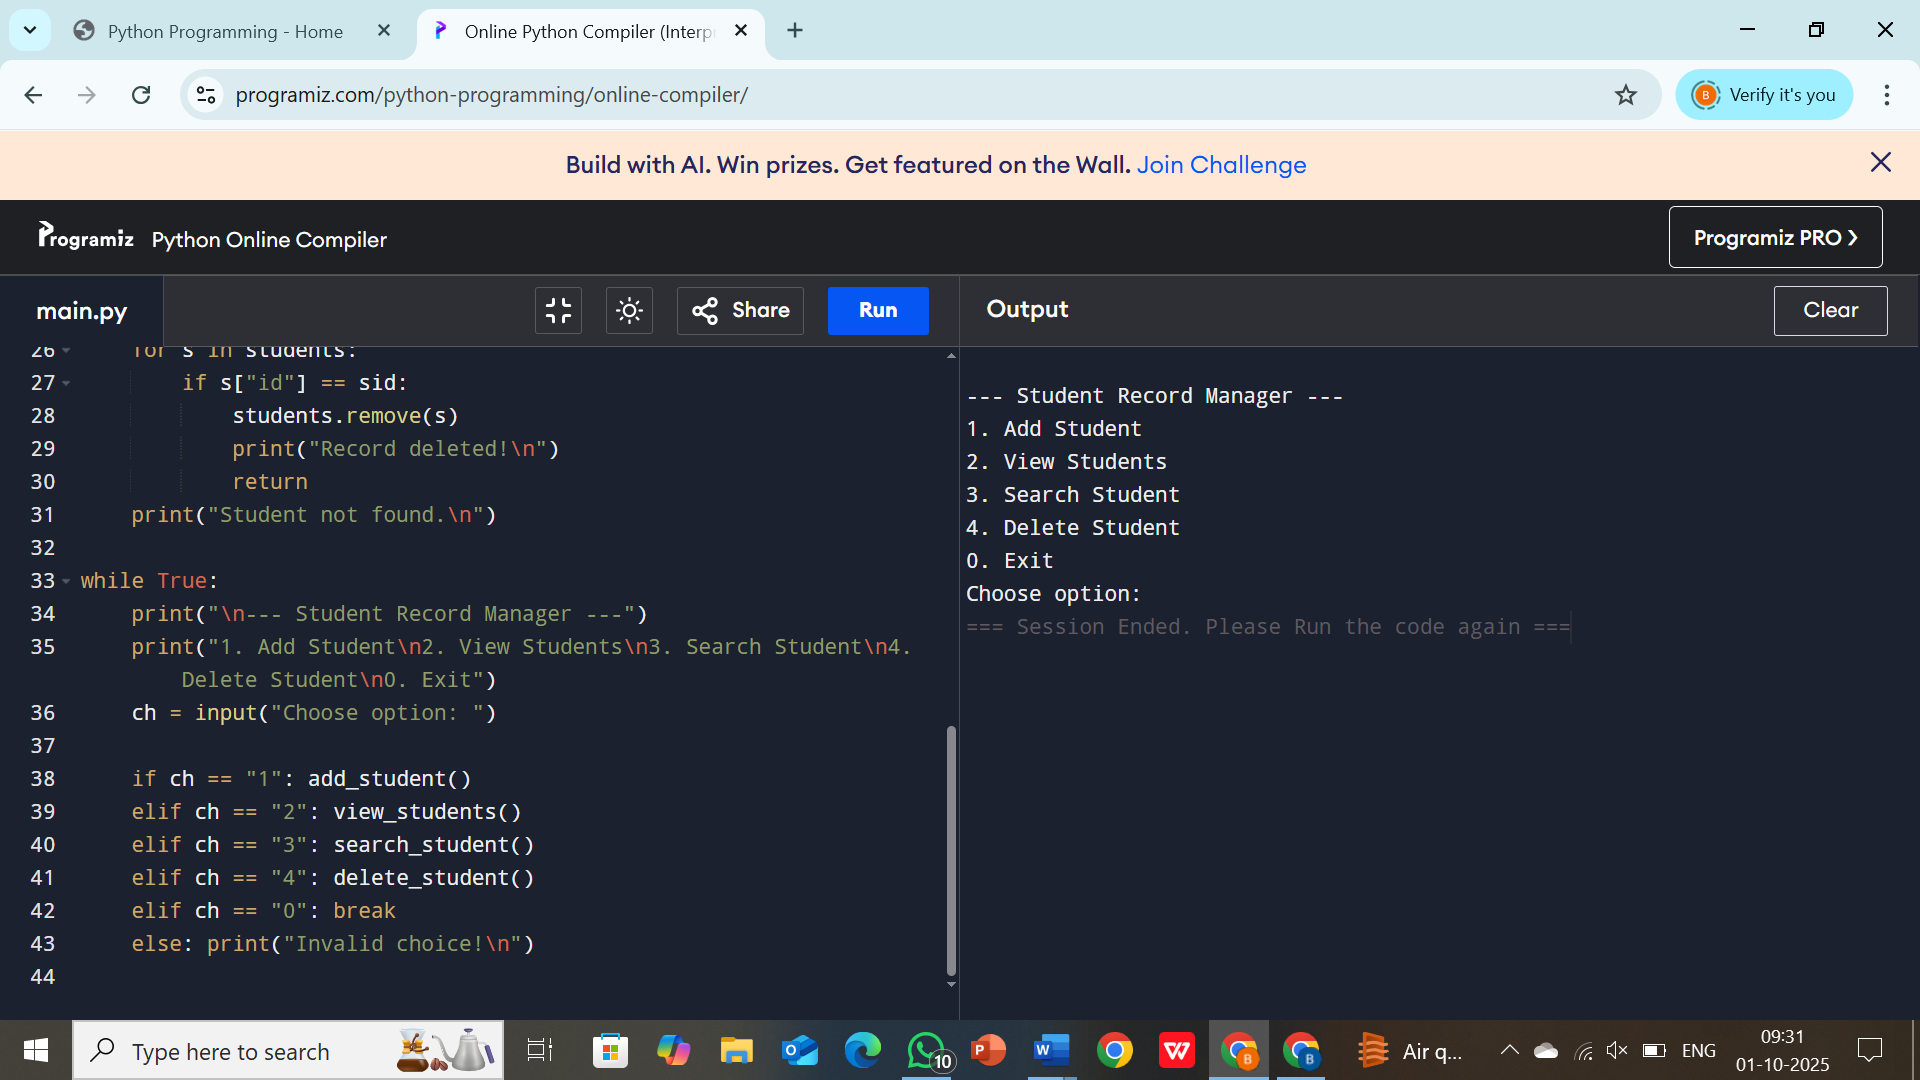 Python Programming - Home
Online Python Compiler (Interp
programiz.com/python-programming/online-compiler/
B
Verify it's you
Build with AI. Win prizes. Get featured on the Wall. Join Challenge
Programiz Python Online Compiler
Programiz PRO ❯
main.py
Share
Run
Output
Clear
26 for s in students:
27 if s["id"] == sid:
28 students.remove(s)
29 print("Record deleted!\n")
30 return
31 print("Student not found.\n")
32
33 while True:
34 print("\n--- Student Record Manager ---")
35 print("1. Add Student\n2. View Students\n3. Search Student\n4.
Delete Student\n0. Exit")
36 ch = input("Choose option: ")
37
38 if ch == "1": add_student()
39 elif ch == "2": view_students()
40 elif ch == "3": search_student()
41 elif ch == "4": delete_student()
42 elif ch == "0": break
43 else: print("Invalid choice!\n")
44
--- Student Record Manager ---
1. Add Student
2. View Students
3. Search Student
4. Delete Student
0. Exit
Choose option:
=== Session Ended. Please Run the code again ===
Type here to search
10
Air q...
ENG
09:31
01-10-2025